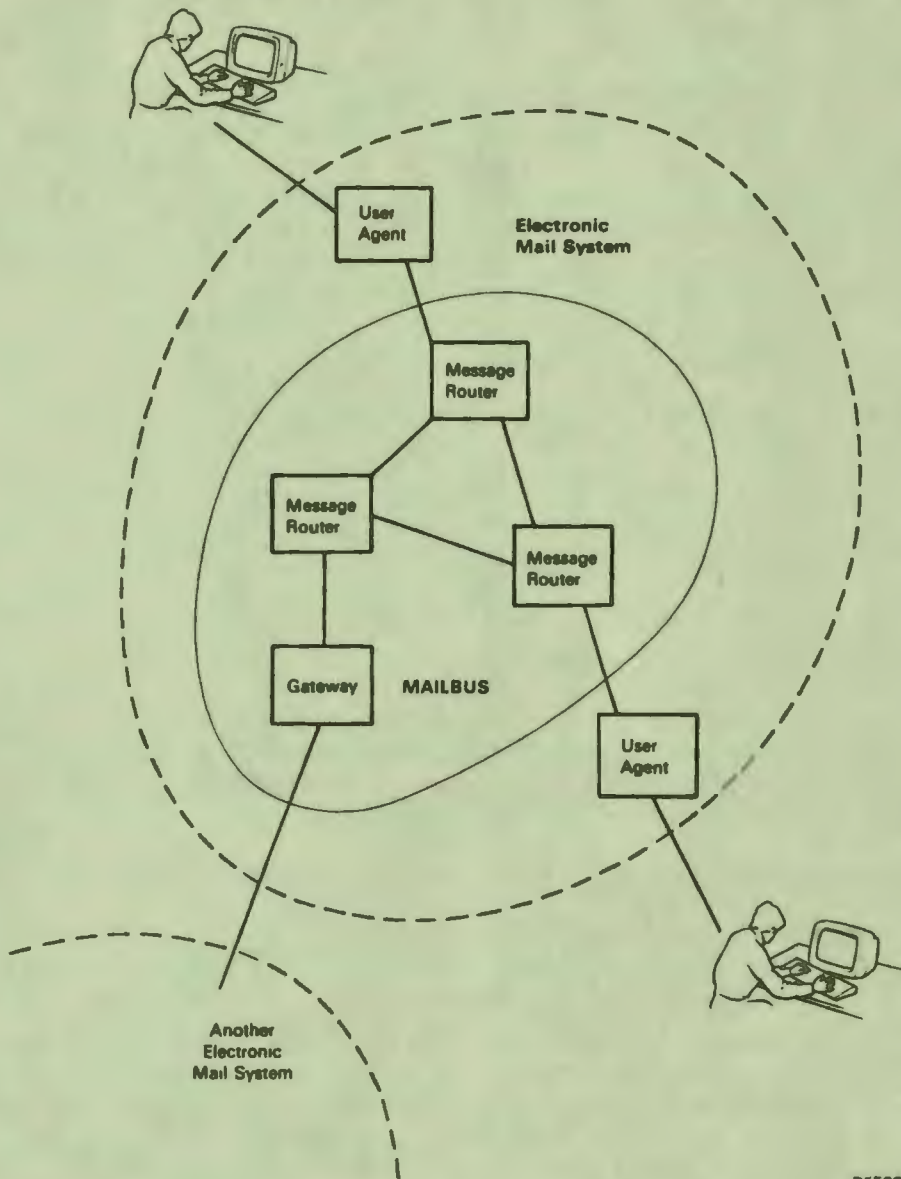 User
Agent
Electronic
Mail System
Message
Router
Message
Router
Message
Router
Gateway
MAILBUS
User
Agent
Another
Electronic
Mail System